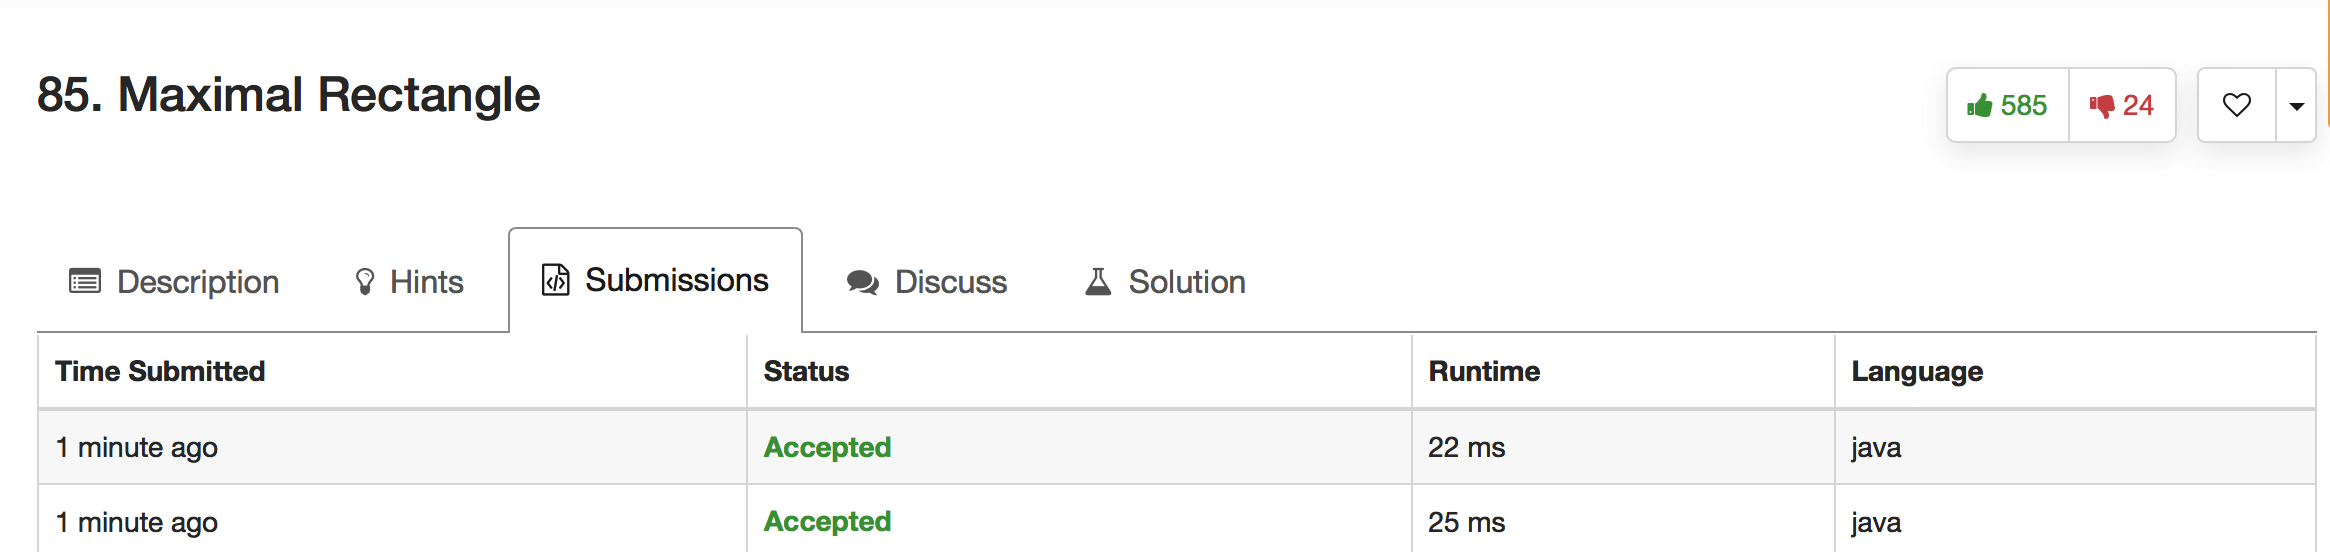 85. Maximal Rectangle
585 24
Description Hints Submissions Discuss Solution
Time Submitted Status Runtime Language
1 minute ago Accepted 22 ms java
1 minute ago Accepted 25 ms java